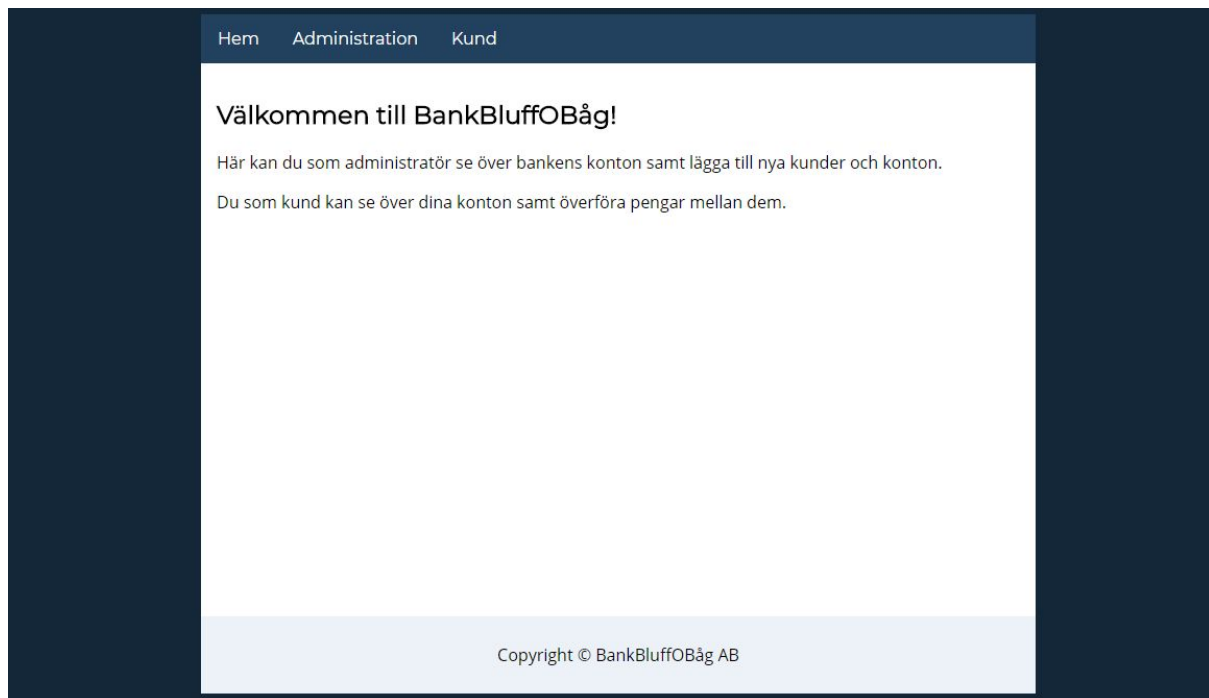 Hem Administration Kund
Välkommen till BankBluffOBåg!
Här kan du som administratör se över bankens konton samt lägga till nya kunder och konton.
Du som kund kan se över dina konton samt överföra pengar mellan dem.
Copyright © BankBluffOBåg AB